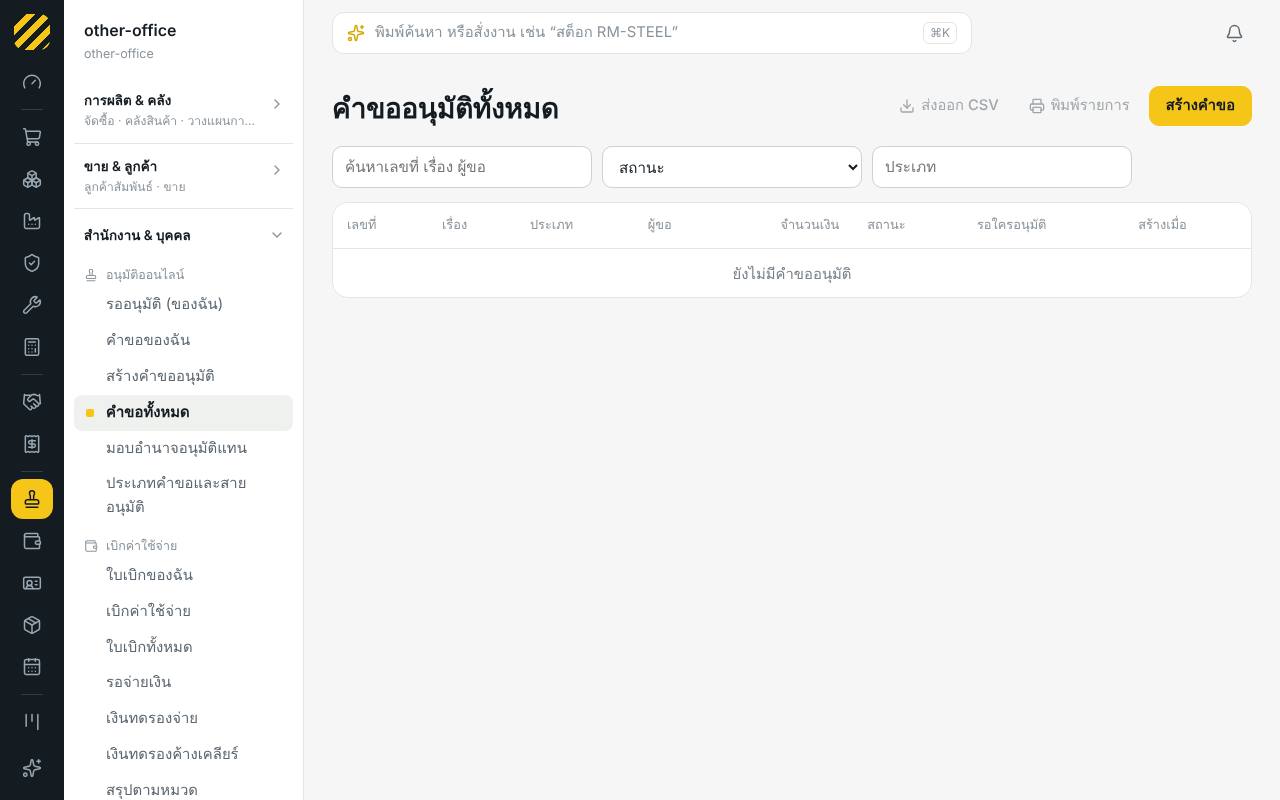 other-office
other-office
การผลิต & คลัง
จัดซื้อ · คลังสินค้า · วางแผนกา...
ขาย & ลูกค้า
ลูกค้าสัมพันธ์ · ขาย
สำนักงาน & บุคคล
อนุมัติออนไลน์
รออนุมัติ (ของฉัน)
คำขอของฉัน
สร้างคำขออนุมัติ
คำขอทั้งหมด
มอบอำนาจอนุมัติแทน
ประเภทคำขอและสาย
อนุมัติ
เบิกค่าใช้จ่าย
ใบเบิกของฉัน
เบิกค่าใช้จ่าย
ใบเบิกทั้งหมด
รอจ่ายเงิน
เงินทดรองจ่าย
เงินทดรองค้างเคลียร์
สรุปตามหมวด
พิมพ์ค้นหา หรือสั่งงาน เช่น “สต็อก RM-STEEL” ⌘K
คำขออนุมัติทั้งหมด
ส่งออก CSV พิมพ์รายการ สร้างคำขอ
ค้นหาเลขที่ เรื่อง ผู้ขอ สถานะ ประเภท
เลขที่ เรื่อง ประเภท ผู้ขอ จำนวนเงิน สถานะ รอใครอนุมัติ สร้างเมื่อ
ยังไม่มีคำขออนุมัติ